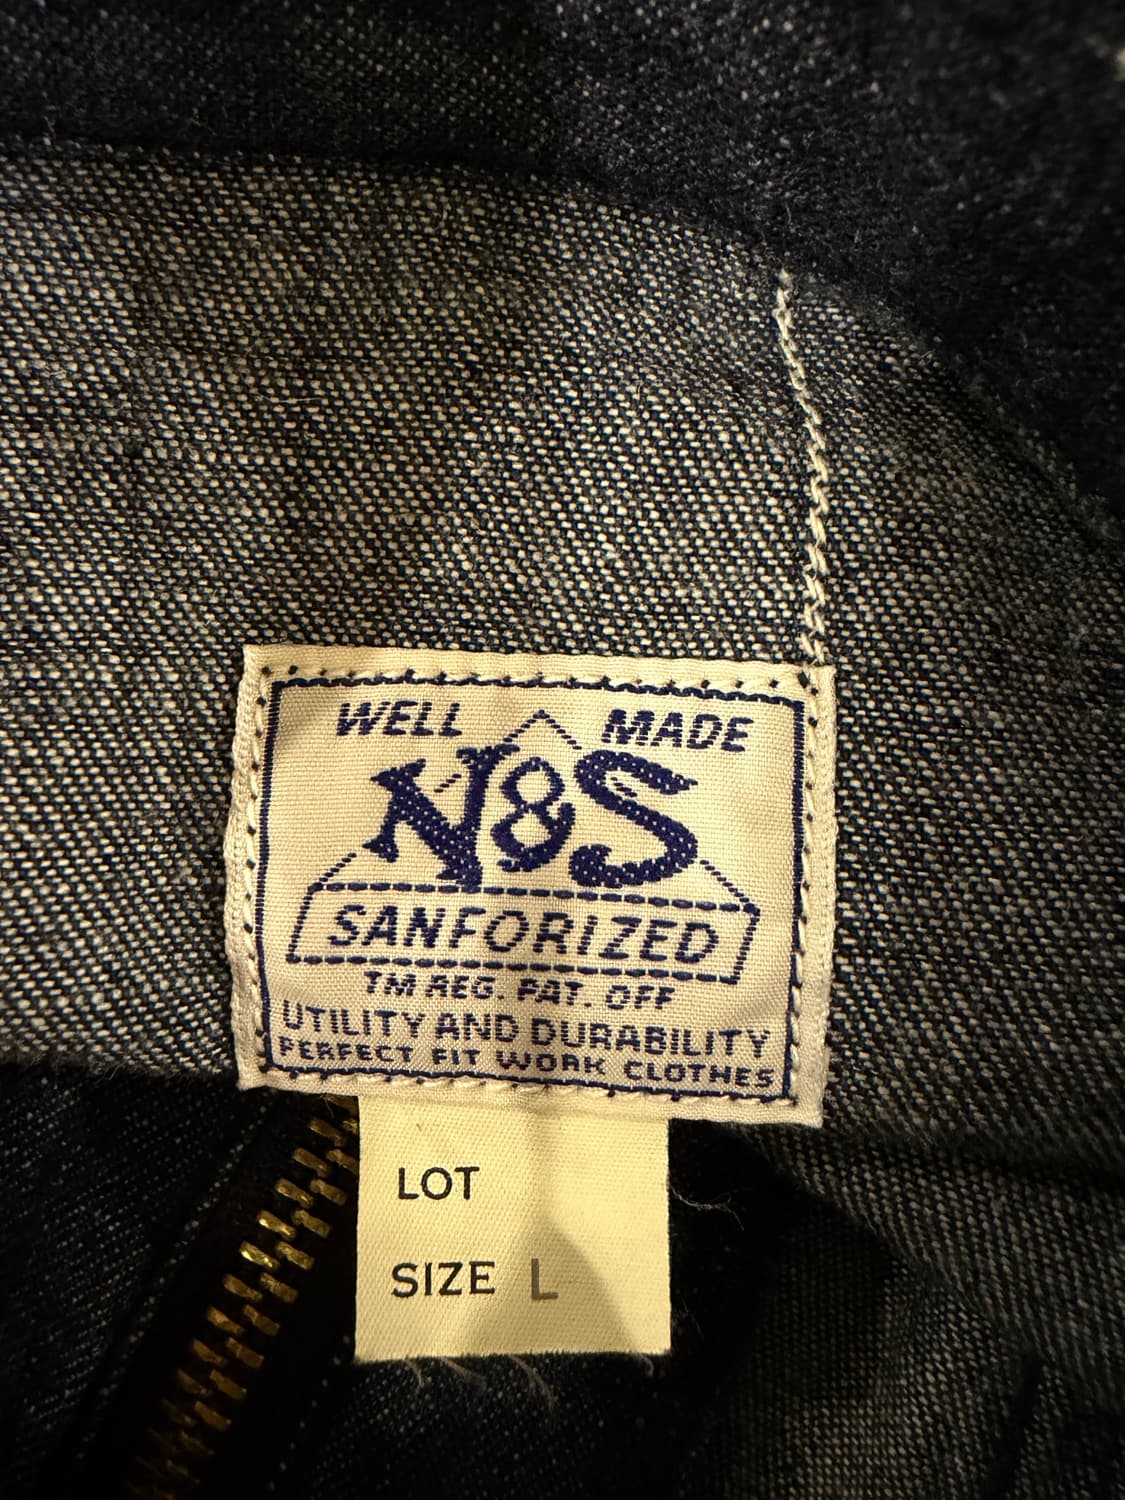 WELL MADE
N&S
SANFORIZED
TM REG. PAT. OFF
UTILITY AND DURABILITY
PERFECT FIT WORK CLOTHES
LOT
SIZE L